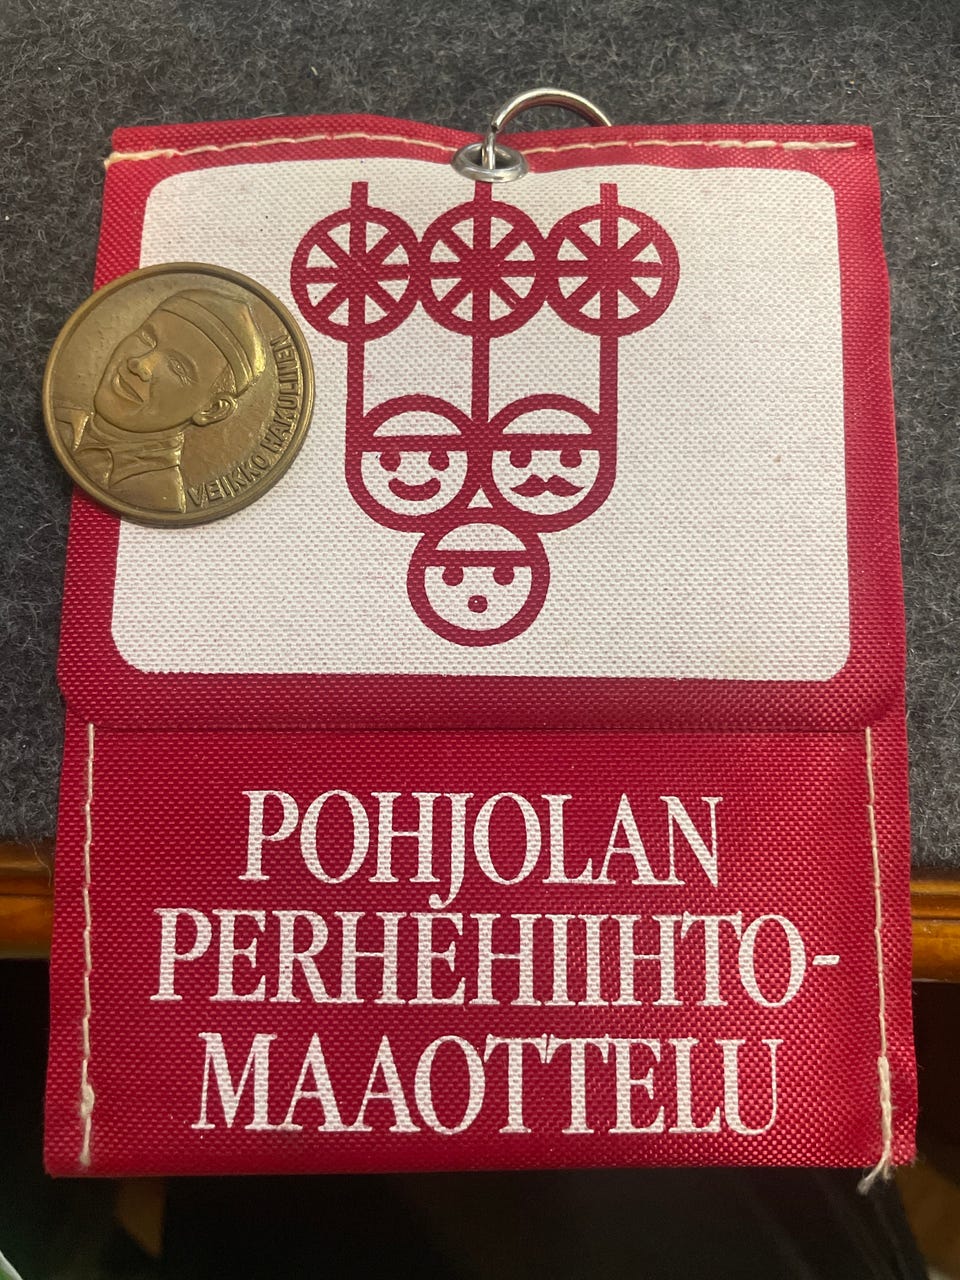 VEIKKO HAKULINEN
POHJOLAN
PERHEHIIHTO-
MAAOTTELU